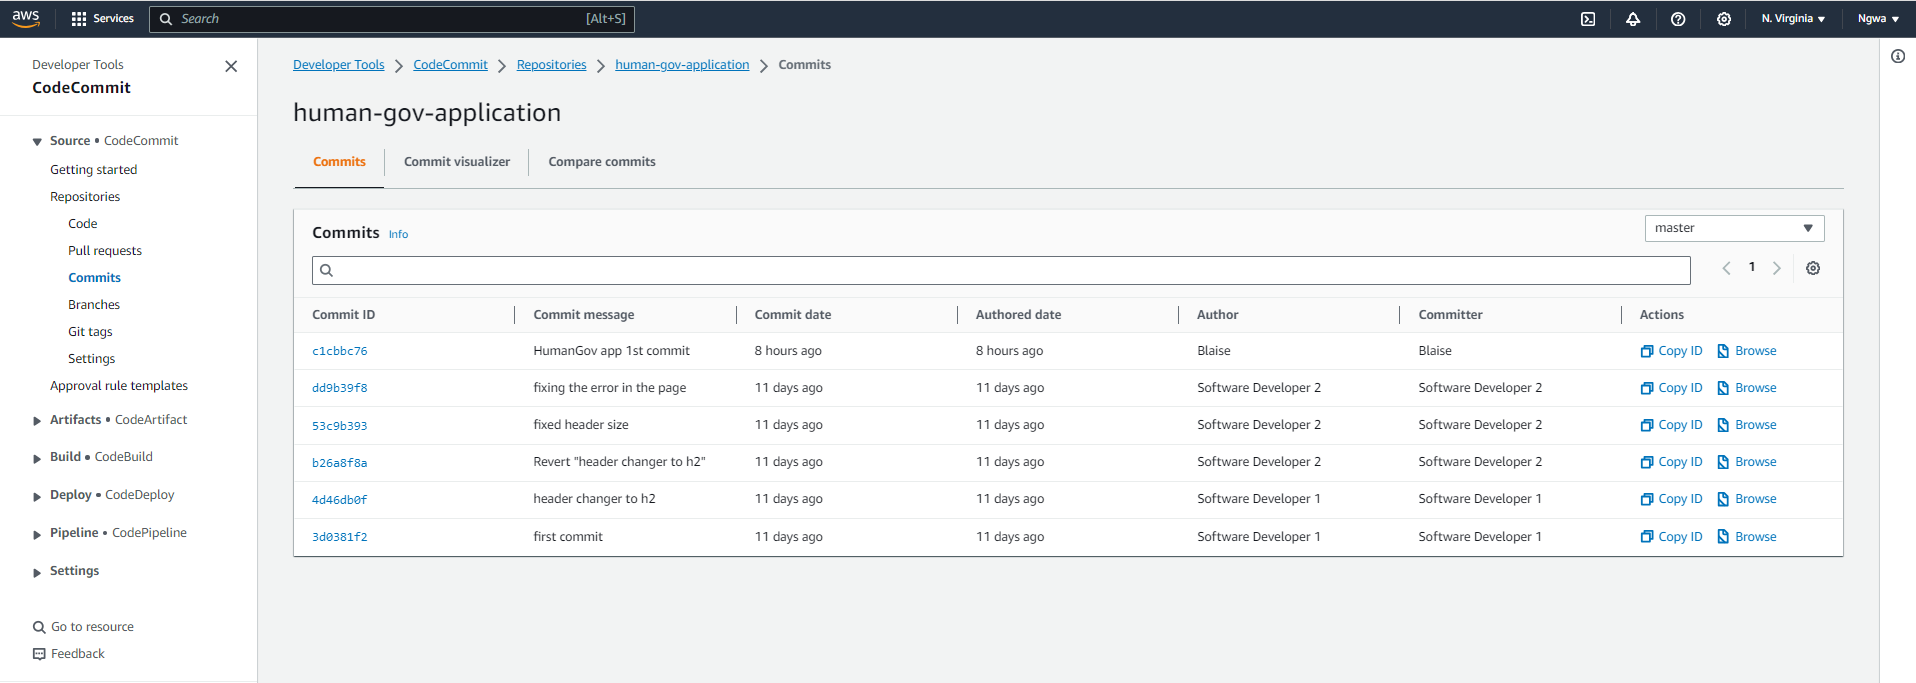 aws Services Search [Alt+S] N. Virginia Ngwa
Developer Tools
CodeCommit
Source • CodeCommit
Getting started
Repositories
Code
Pull requests
Commits
Branches
Git tags
Settings
Approval rule templates
Artifacts • CodeArtifact
Build • CodeBuild
Deploy • CodeDeploy
Pipeline • CodePipeline
Settings
Go to resource
Feedback
Developer Tools > CodeCommit > Repositories > human-gov-application > Commits
human-gov-application
Commits Commit visualizer Compare commits
Commits Info master
1
Commit ID Commit message Commit date Authored date Author Committer Actions
c1cbbc76 HumanGov app 1st commit 8 hours ago 8 hours ago Blaise Blaise Copy ID Browse
dd9b39f8 fixing the error in the page 11 days ago 11 days ago Software Developer 2 Software Developer 2 Copy ID Browse
53c9b393 fixed header size 11 days ago 11 days ago Software Developer 2 Software Developer 2 Copy ID Browse
b26a8f8a Revert "header changer to h2" 11 days ago 11 days ago Software Developer 2 Software Developer 2 Copy ID Browse
4d46db0f header changer to h2 11 days ago 11 days ago Software Developer 1 Software Developer 1 Copy ID Browse
3d0381f2 first commit 11 days ago 11 days ago Software Developer 1 Software Developer 1 Copy ID Browse